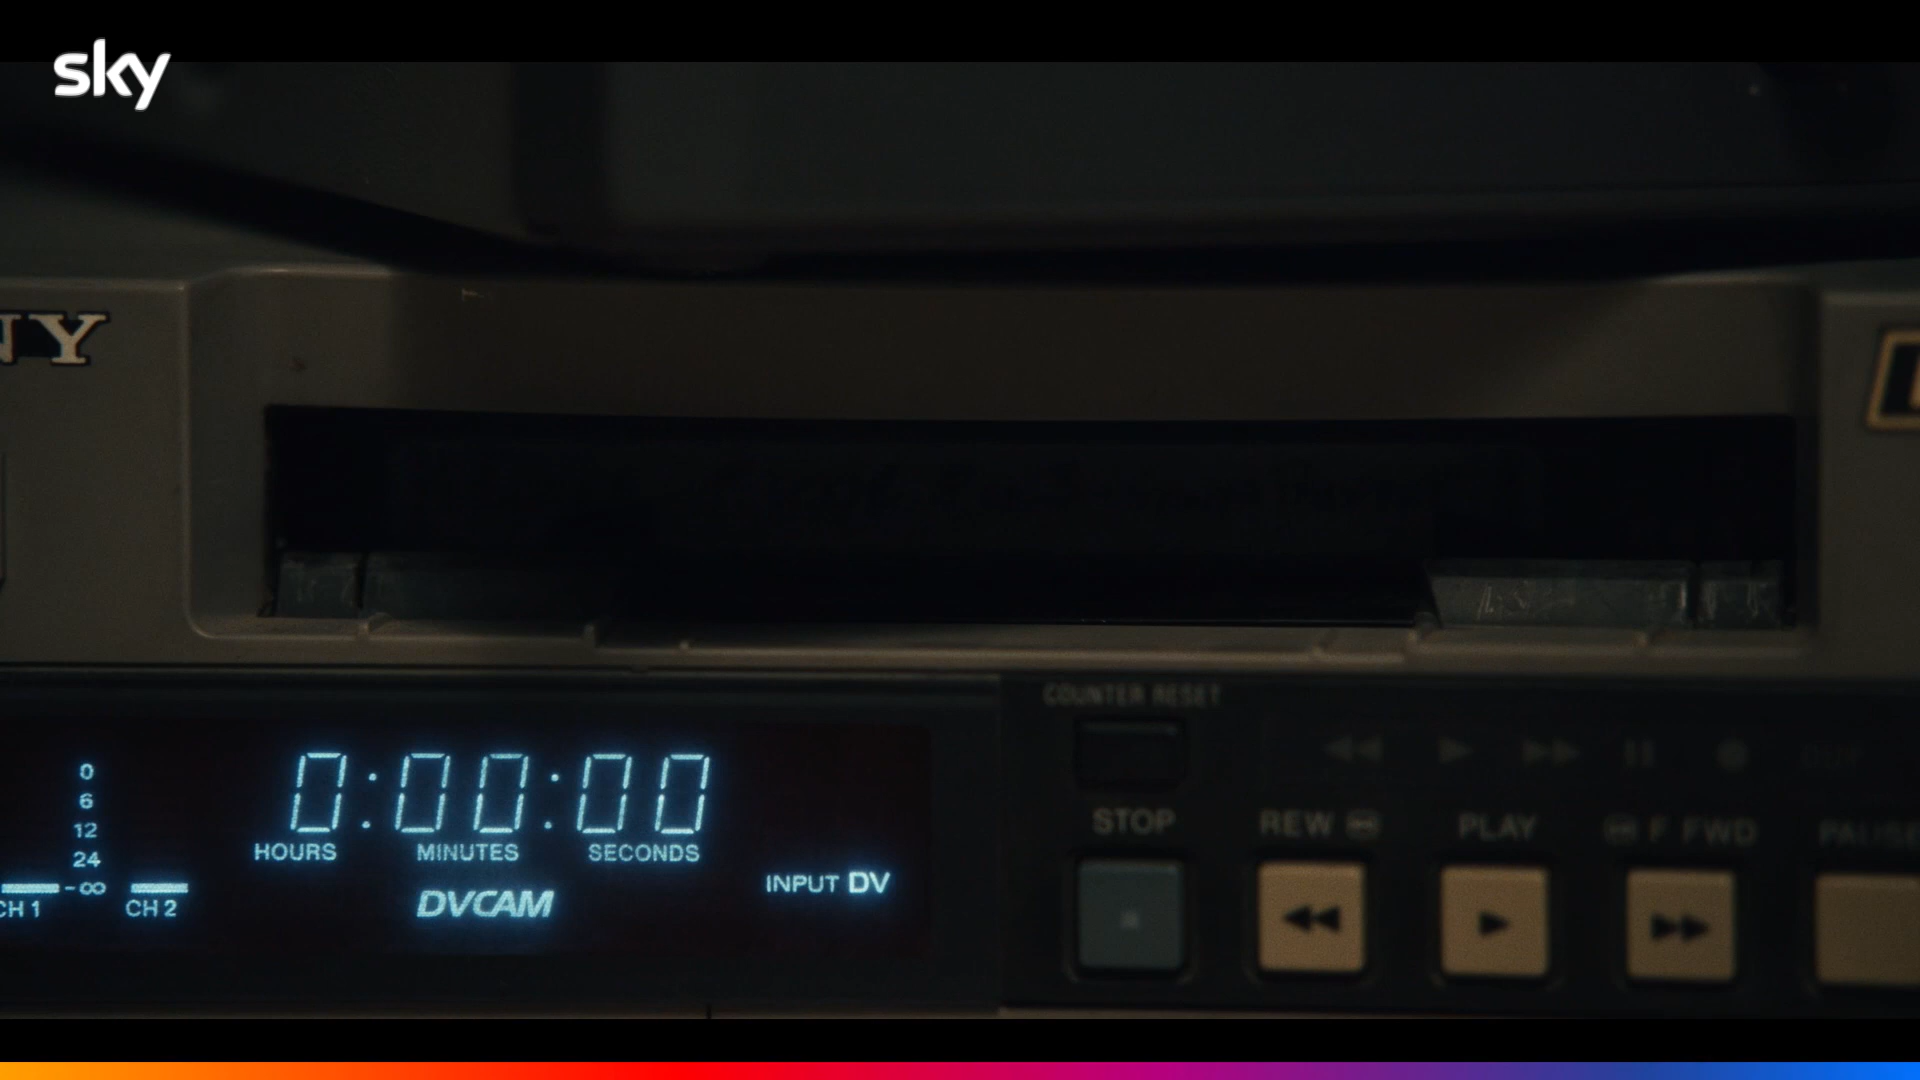 sky
NY
COUNTER RESET
0
6
12
24
-∞
CH 1
CH 2
0:00:00
HOURS MINUTES SECONDS
DVCAM
INPUT DV
STOP
REW
PLAY
F FWD
PAUSE